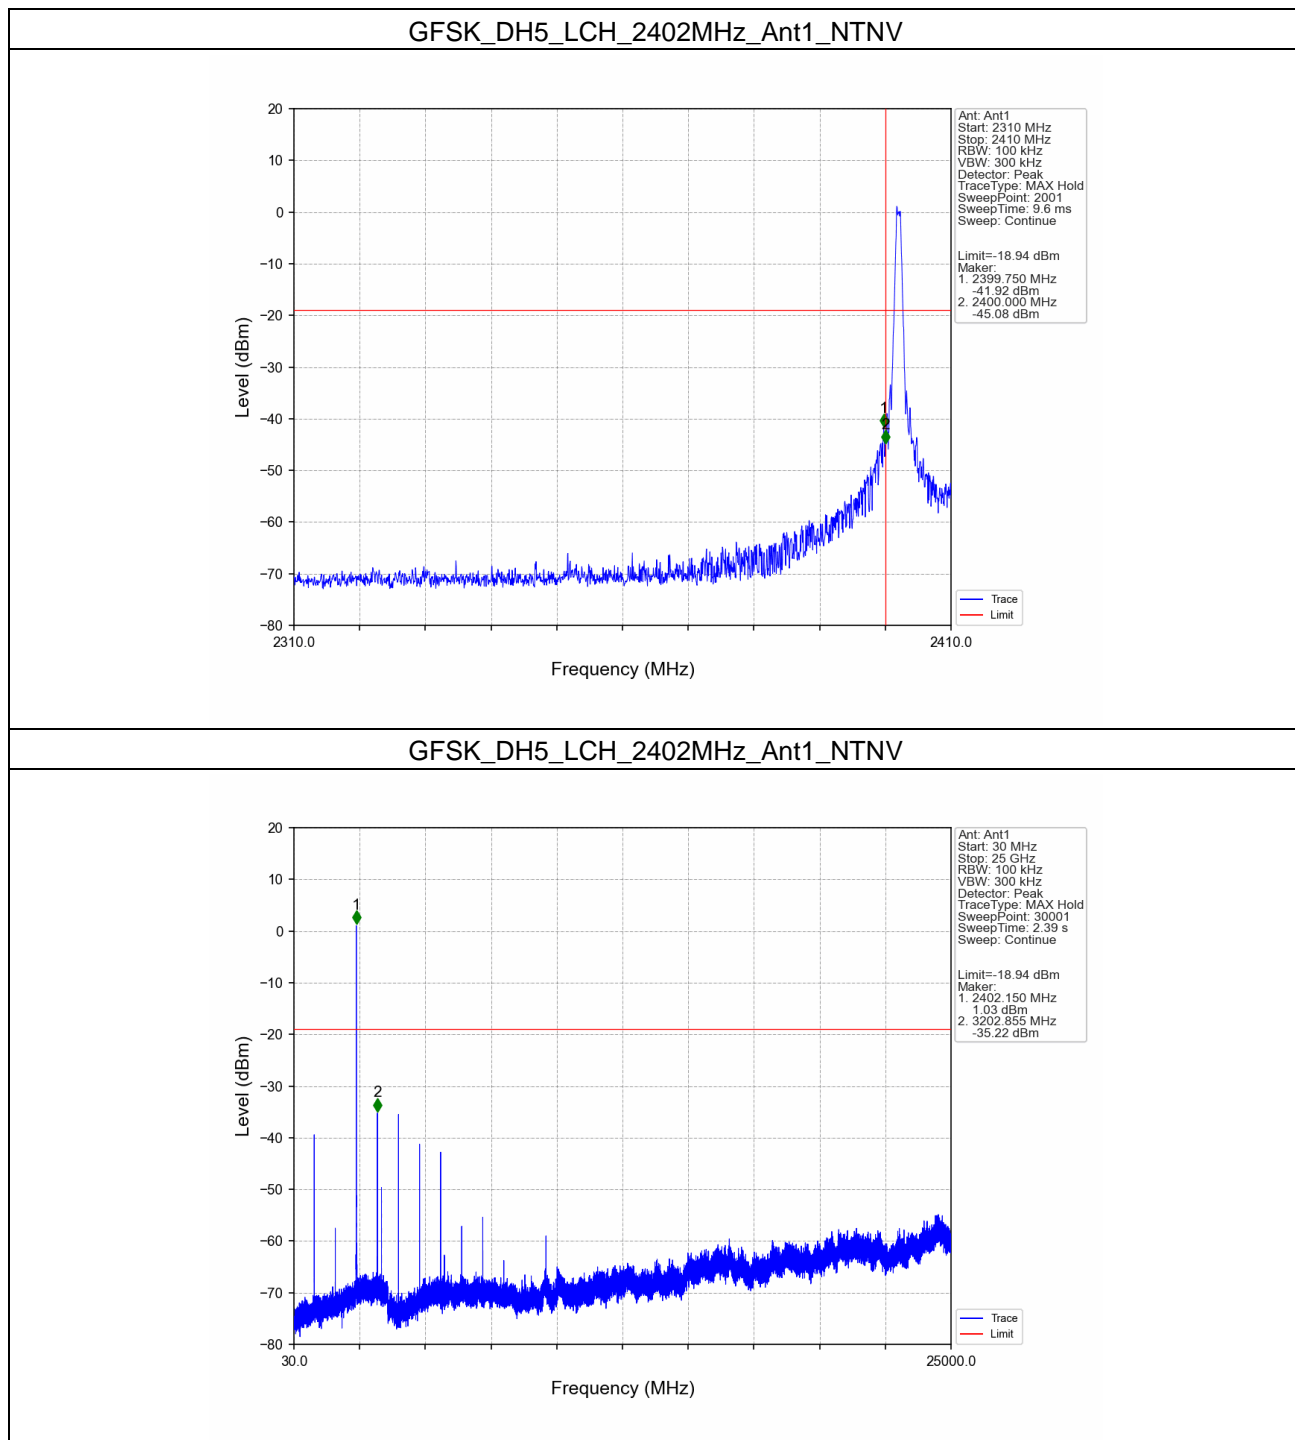 GFSK_DH5_LCH_2402MHz_Ant1_NTNV
20
10
0
−10
−20
−30
−40
−50
−60
−70
−80
Level (dBm)
2310.0
2410.0
Frequency (MHz)
1
2
Ant: Ant1
Start: 2310 MHz
Stop: 2410 MHz
RBW: 100 kHz
VBW: 300 kHz
Detector: Peak
TraceType: MAX Hold
SweepPoint: 2001
SweepTime: 9.6 ms
Sweep: Continue
Limit=-18.94 dBm
Maker:
1. 2399.750 MHz
-41.92 dBm
2. 2400.000 MHz
-45.08 dBm
Trace
Limit
GFSK_DH5_LCH_2402MHz_Ant1_NTNV
20
10
0
−10
−20
−30
−40
−50
−60
−70
−80
Level (dBm)
30.0
25000.0
Frequency (MHz)
1
2
Ant: Ant1
Start: 30 MHz
Stop: 25 GHz
RBW: 100 kHz
VBW: 300 kHz
Detector: Peak
TraceType: MAX Hold
SweepPoint: 30001
SweepTime: 2.39 s
Sweep: Continue
Limit=-18.94 dBm
Maker:
1. 2402.150 MHz
1.03 dBm
2. 3202.855 MHz
-35.22 dBm
Trace
Limit